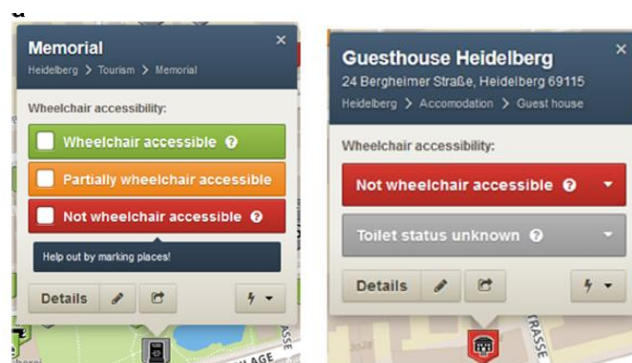 Memorial
Heidelberg > Tourism > Memorial
Wheelchair accessibility:
Wheelchair accessible
Partially wheelchair accessible
Not wheelchair accessible
Help out by marking places!
Details
Guesthouse Heidelberg
24 Bergheimer Straße, Heidelberg 69115
Heidelberg > Accomodation > Guest house
Wheelchair accessibility:
Not wheelchair accessible
Toilet status unknown
Details